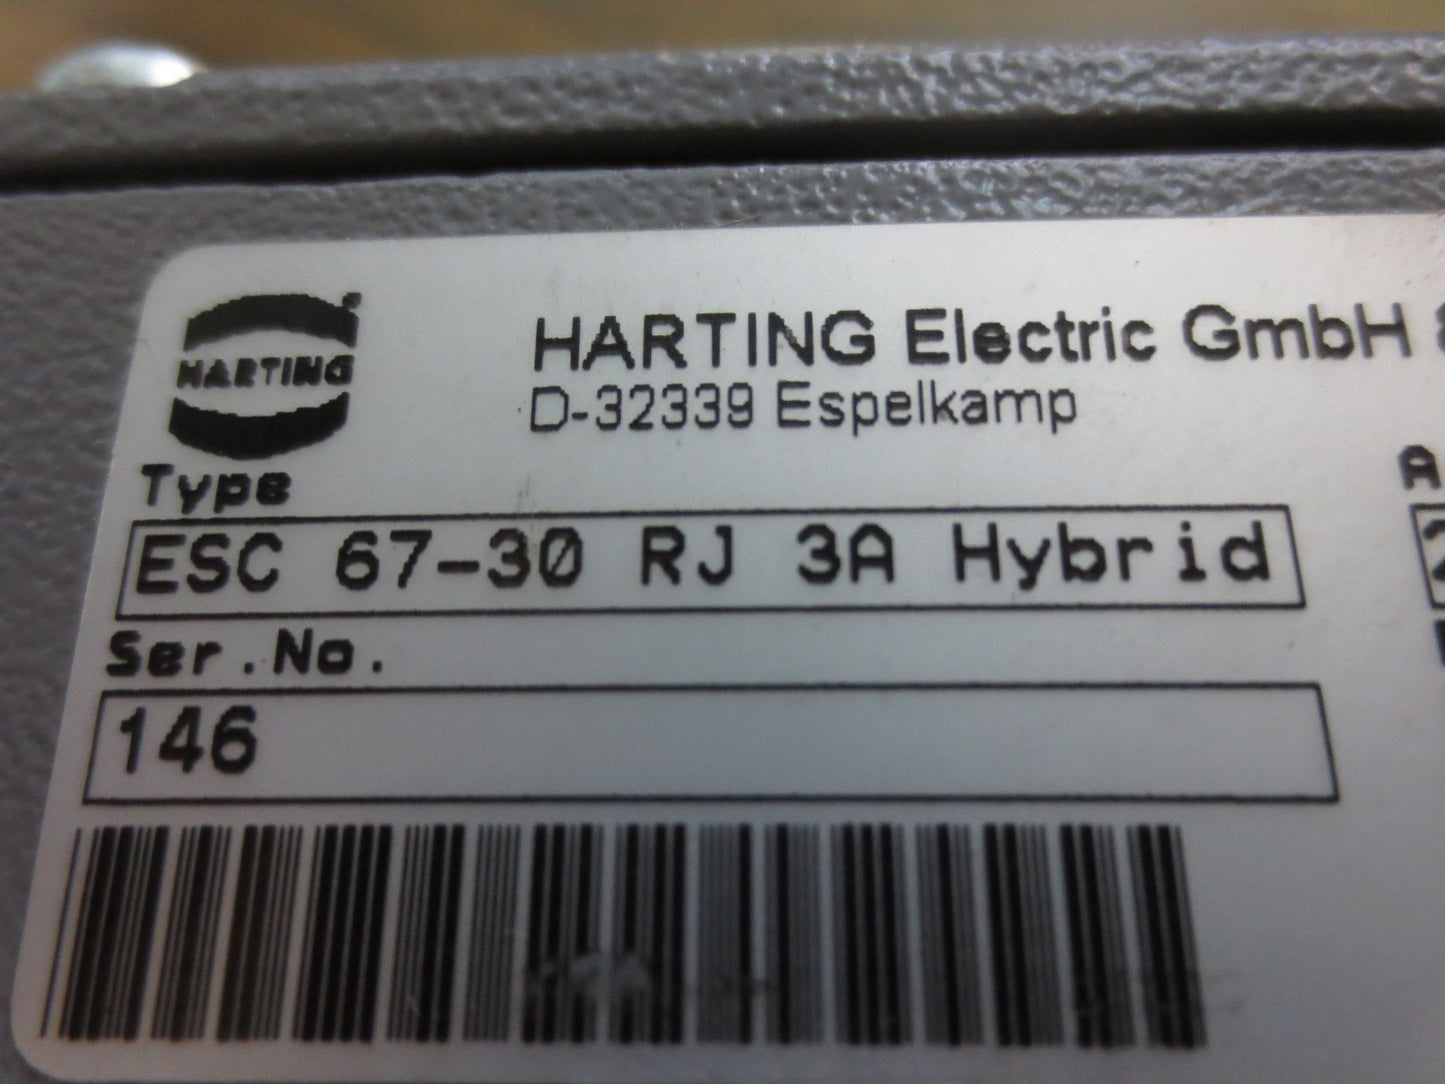 HARTING
HARTING Electric GmbH
D-32339 Espelkamp
Type
ESC 67-30 RJ 3A Hybrid
Ser.No.
146